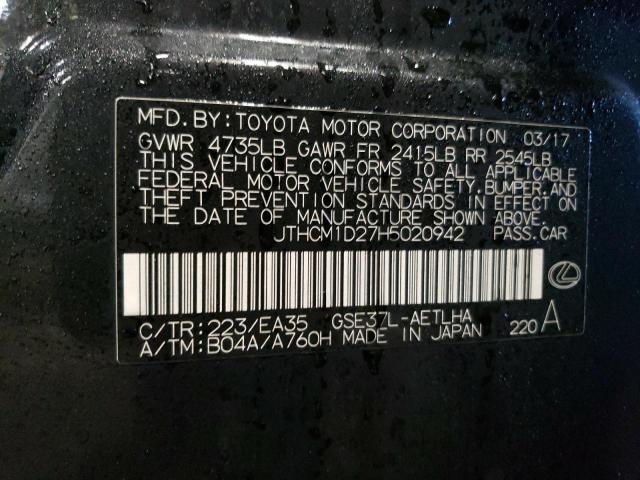 MFD. BY: TOYOTA MOTOR CORPORATION 03/17
GVWR 4735LB GAWR FR 2415LB RR 2545LB
THIS VEHICLE CONFORMS TO ALL APPLICABLE
FEDERAL MOTOR VEHICLE SAFETY, BUMPER, AND
THEFT PREVENTION STANDARDS IN EFFECT ON
THE DATE OF MANUFACTURE SHOWN ABOVE.
JTHCM1D27H5020942 PASS. CAR
C/TR: 223/EA35 GSE37L-AETLHA
A/TM: B04A/A760H MADE IN JAPAN 220 A